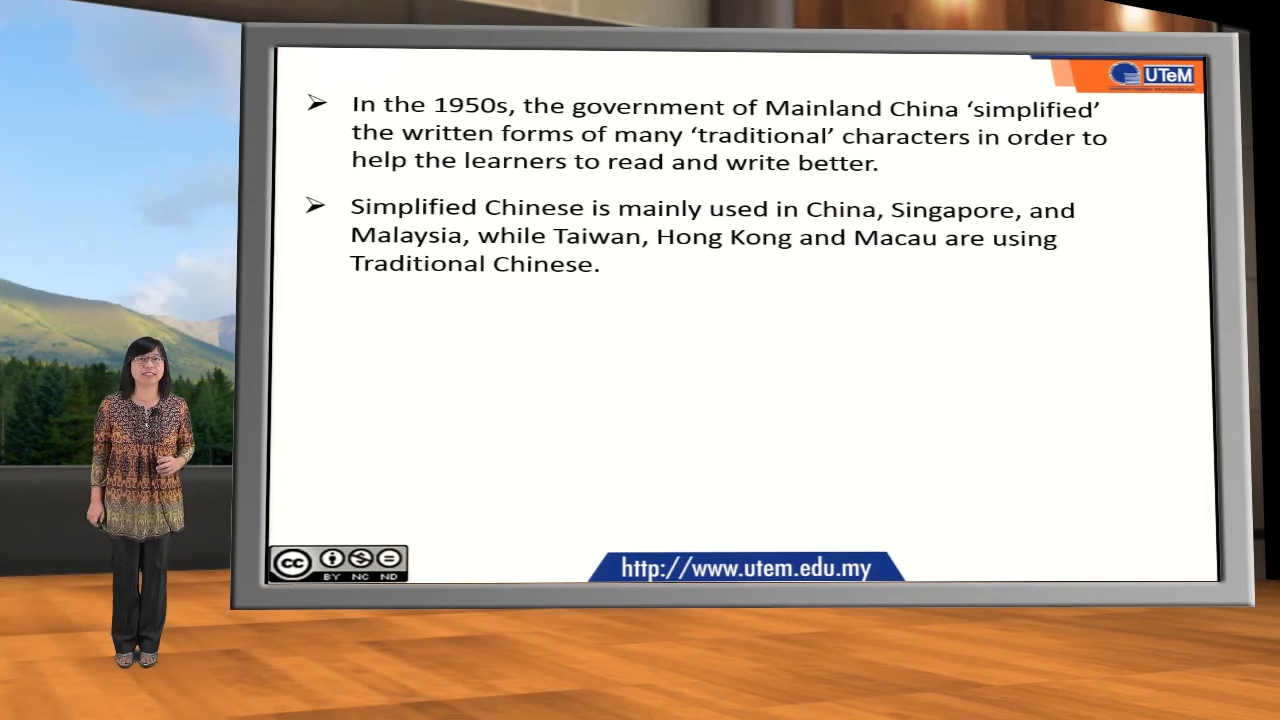 UTeM
➢ In the 1950s, the government of Mainland China ‘simplified’
the written forms of many ‘traditional’ characters in order to
help the learners to read and write better.
➢ Simplified Chinese is mainly used in China, Singapore, and
Malaysia, while Taiwan, Hong Kong and Macau are using
Traditional Chinese.
cc
BY NC ND
http://www.utem.edu.my